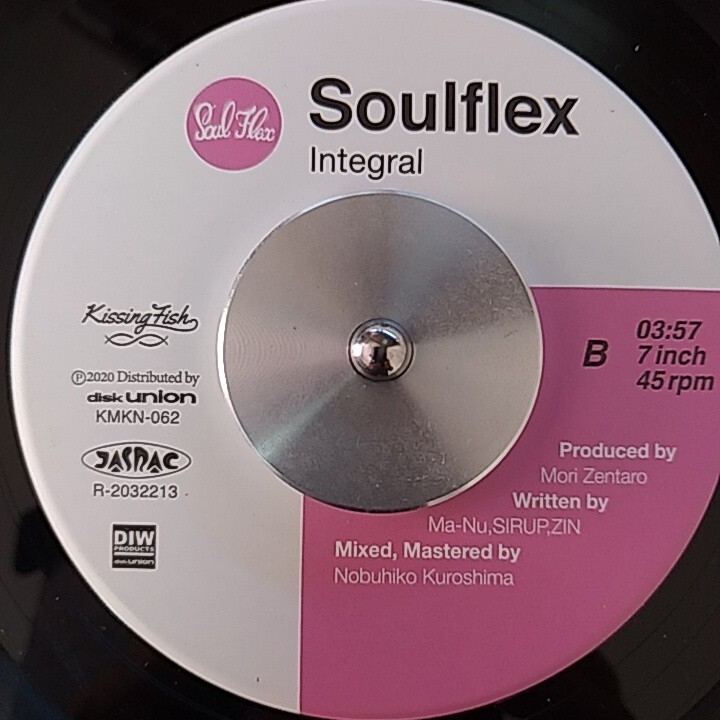 Soul Flex
Soulflex
Integral
Kissing Fish
Ⓟ2020 Distributed by
disk union
KMKN-062
JASRAC
R-2032213
DIW
PRODUCTS
disk union
B
03:57
7 inch
45 rpm
Produced by
Mori Zentaro
Written by
Ma-Nu,SIRUP,ZIN
Mixed, Mastered by
Nobuhiko Kuroshima